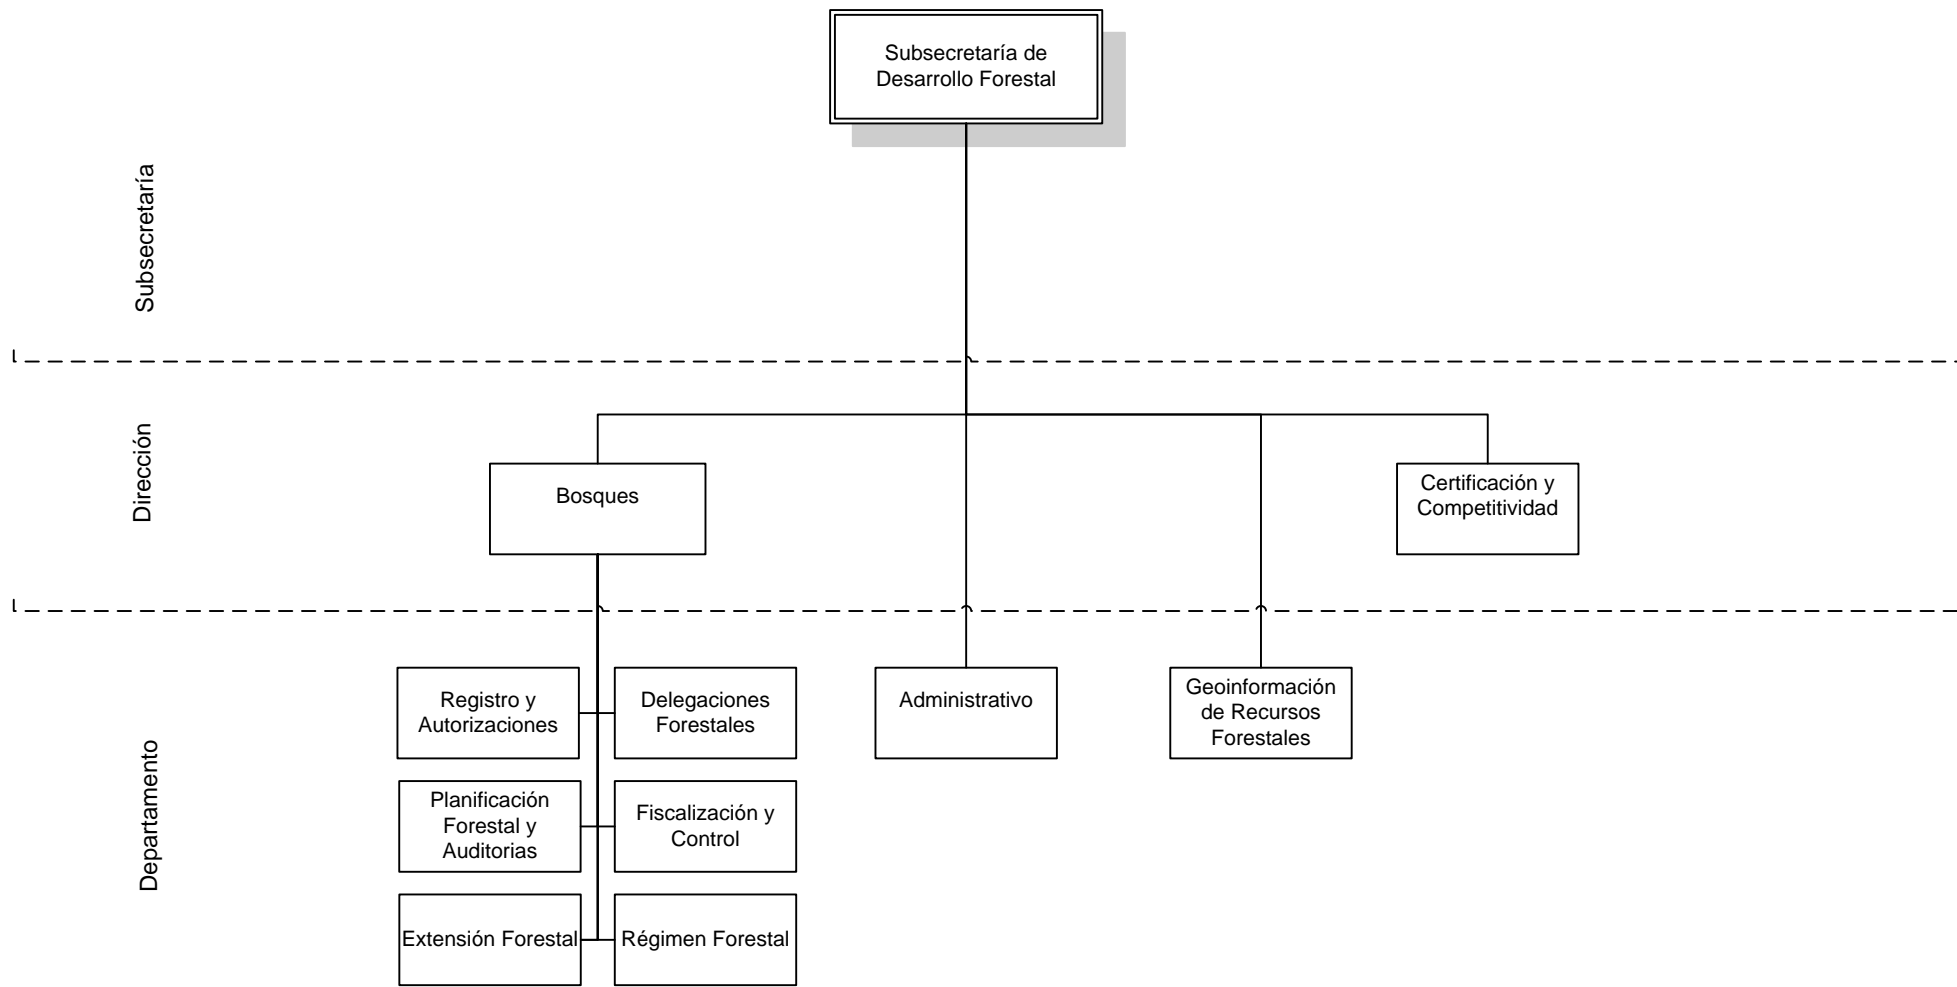 Subsecretaría de
Desarrollo Forestal
Subsecretaría
Dirección
Bosques
Certificación y
Competitividad
Departamento
Registro y
Autorizaciones
Delegaciones
Forestales
Administrativo
Geoinformación
de Recursos
Forestales
Planificación
Forestal y
Auditorias
Fiscalización y
Control
Extensión Forestal
Régimen Forestal